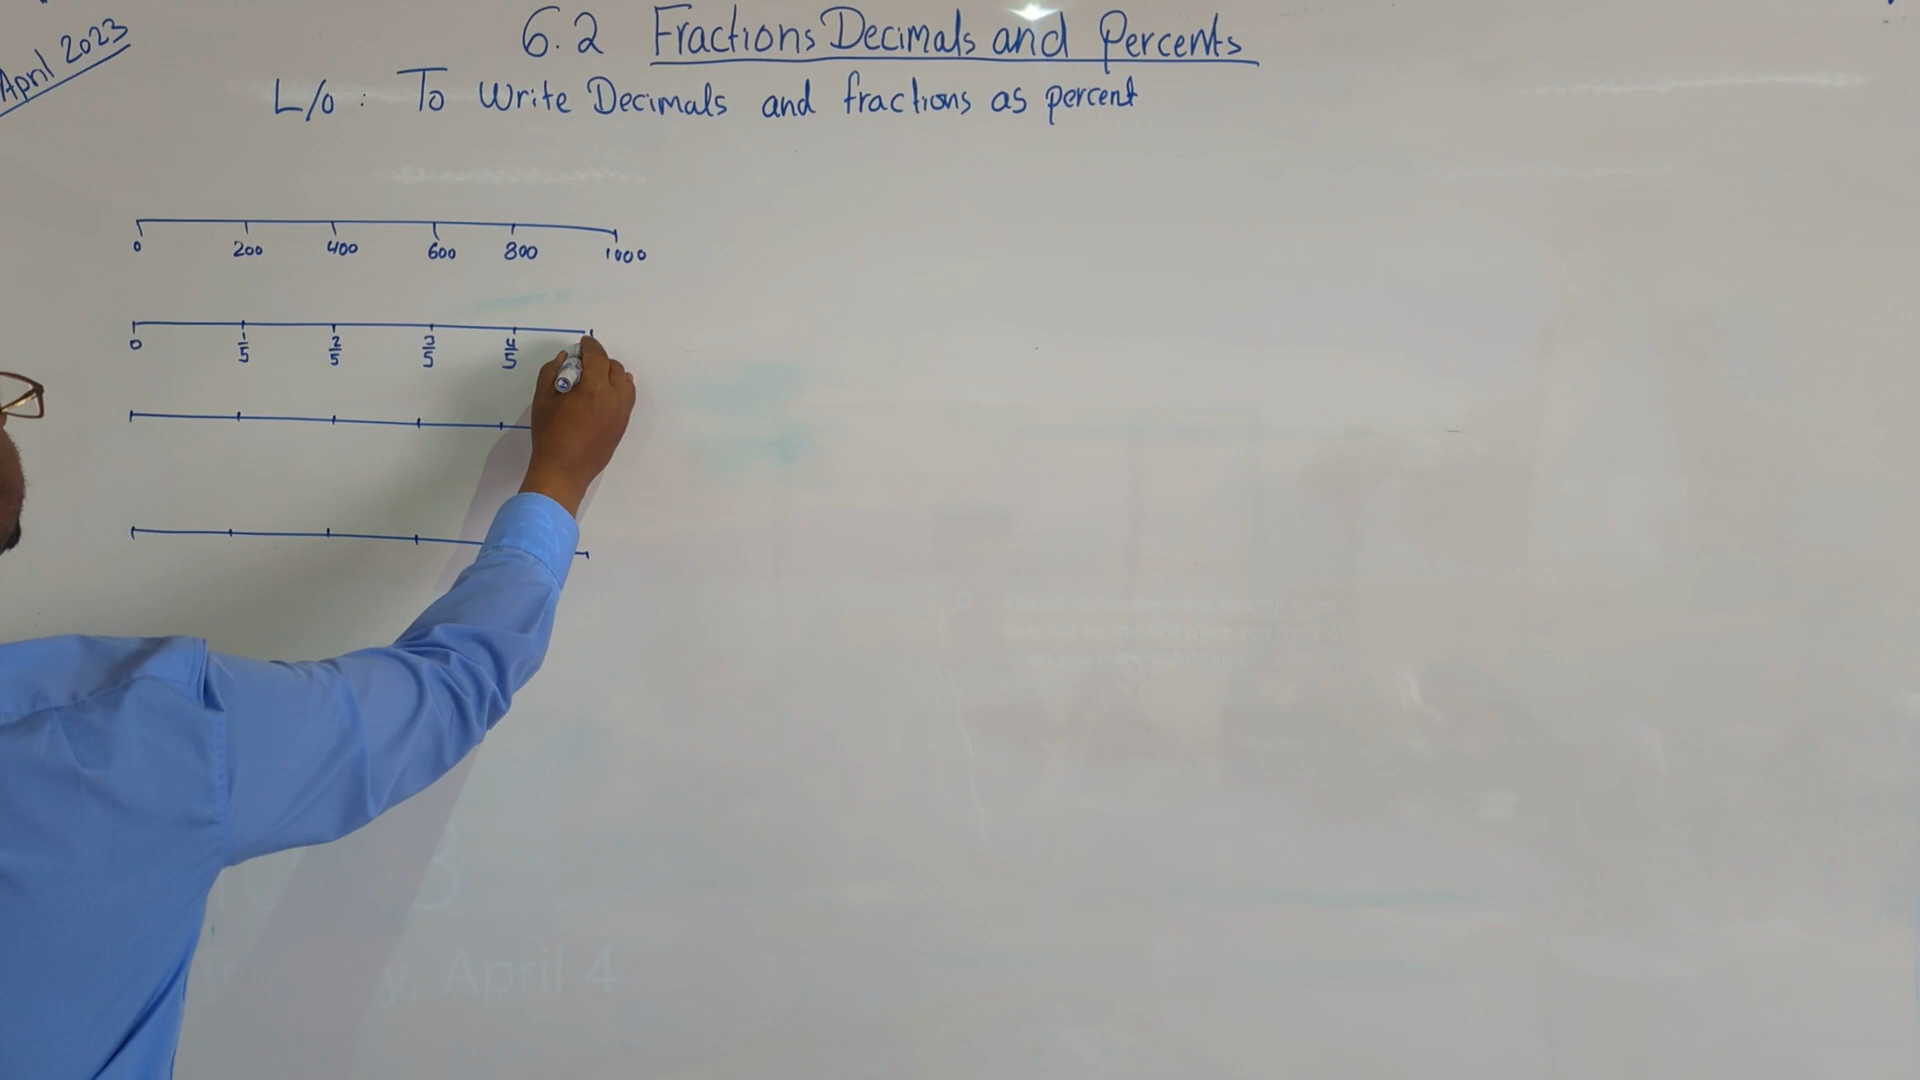 April 2023
6.2 Fractions Decimals and Percents
L/O : To Write Decimals and fractions as percent
0 200 400 600 800 1000
0 1/5 2/5 3/5 4/5
April 4